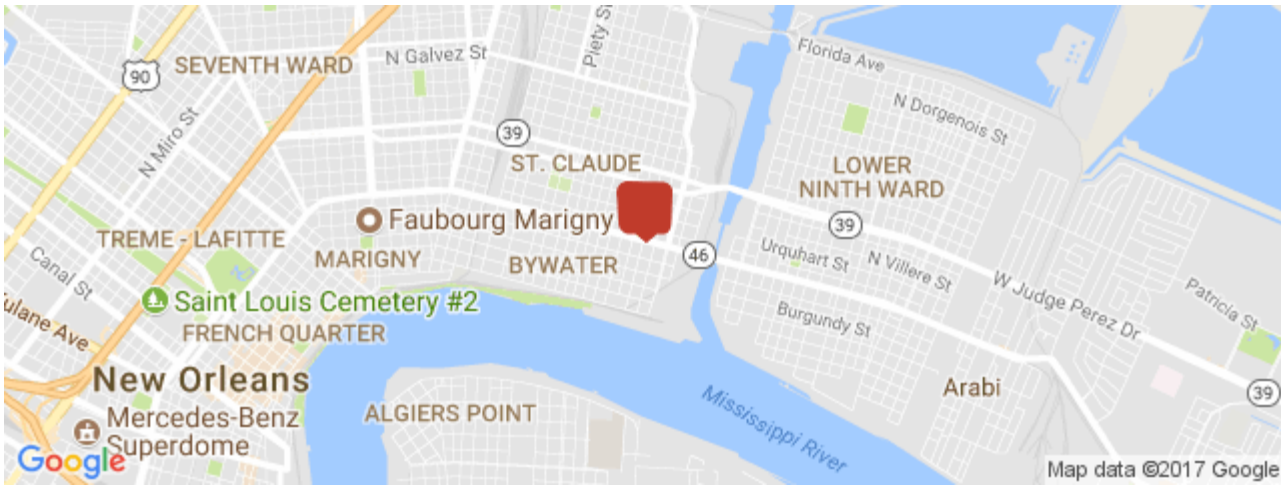 Piety St
Florida Ave
N Galvez St
SEVENTH WARD
90
N Dorgenois St
N Miro St
39
ST. CLAUDE
LOWER
NINTH WARD
Faubourg Marigny
39
TREME - LAFITTE
MARIGNY
BYWATER
46
Urquhart St
N Villere St
Canal St
W Judge Perez Dr
Patricia St
Saint Louis Cemetery #2
ulane Ave
FRENCH QUARTER
Burgundy St
New Orleans
Arabi
39
Mississippi River
ALGIERS POINT
Mercedes-Benz
Superdome
Google
Map data ©2017 Google